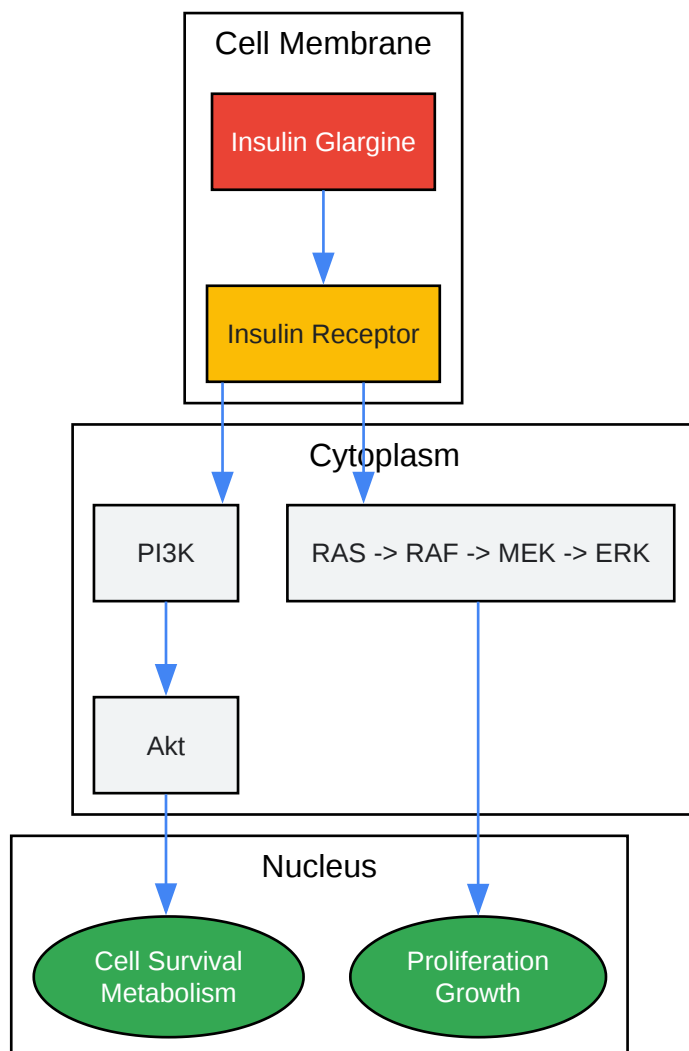 Cell Membrane
Insulin Glargine
Insulin Receptor
Cytoplasm
PI3K
RAS -> RAF -> MEK -> ERK
Akt
Nucleus
Cell Survival
Metabolism
Proliferation
Growth